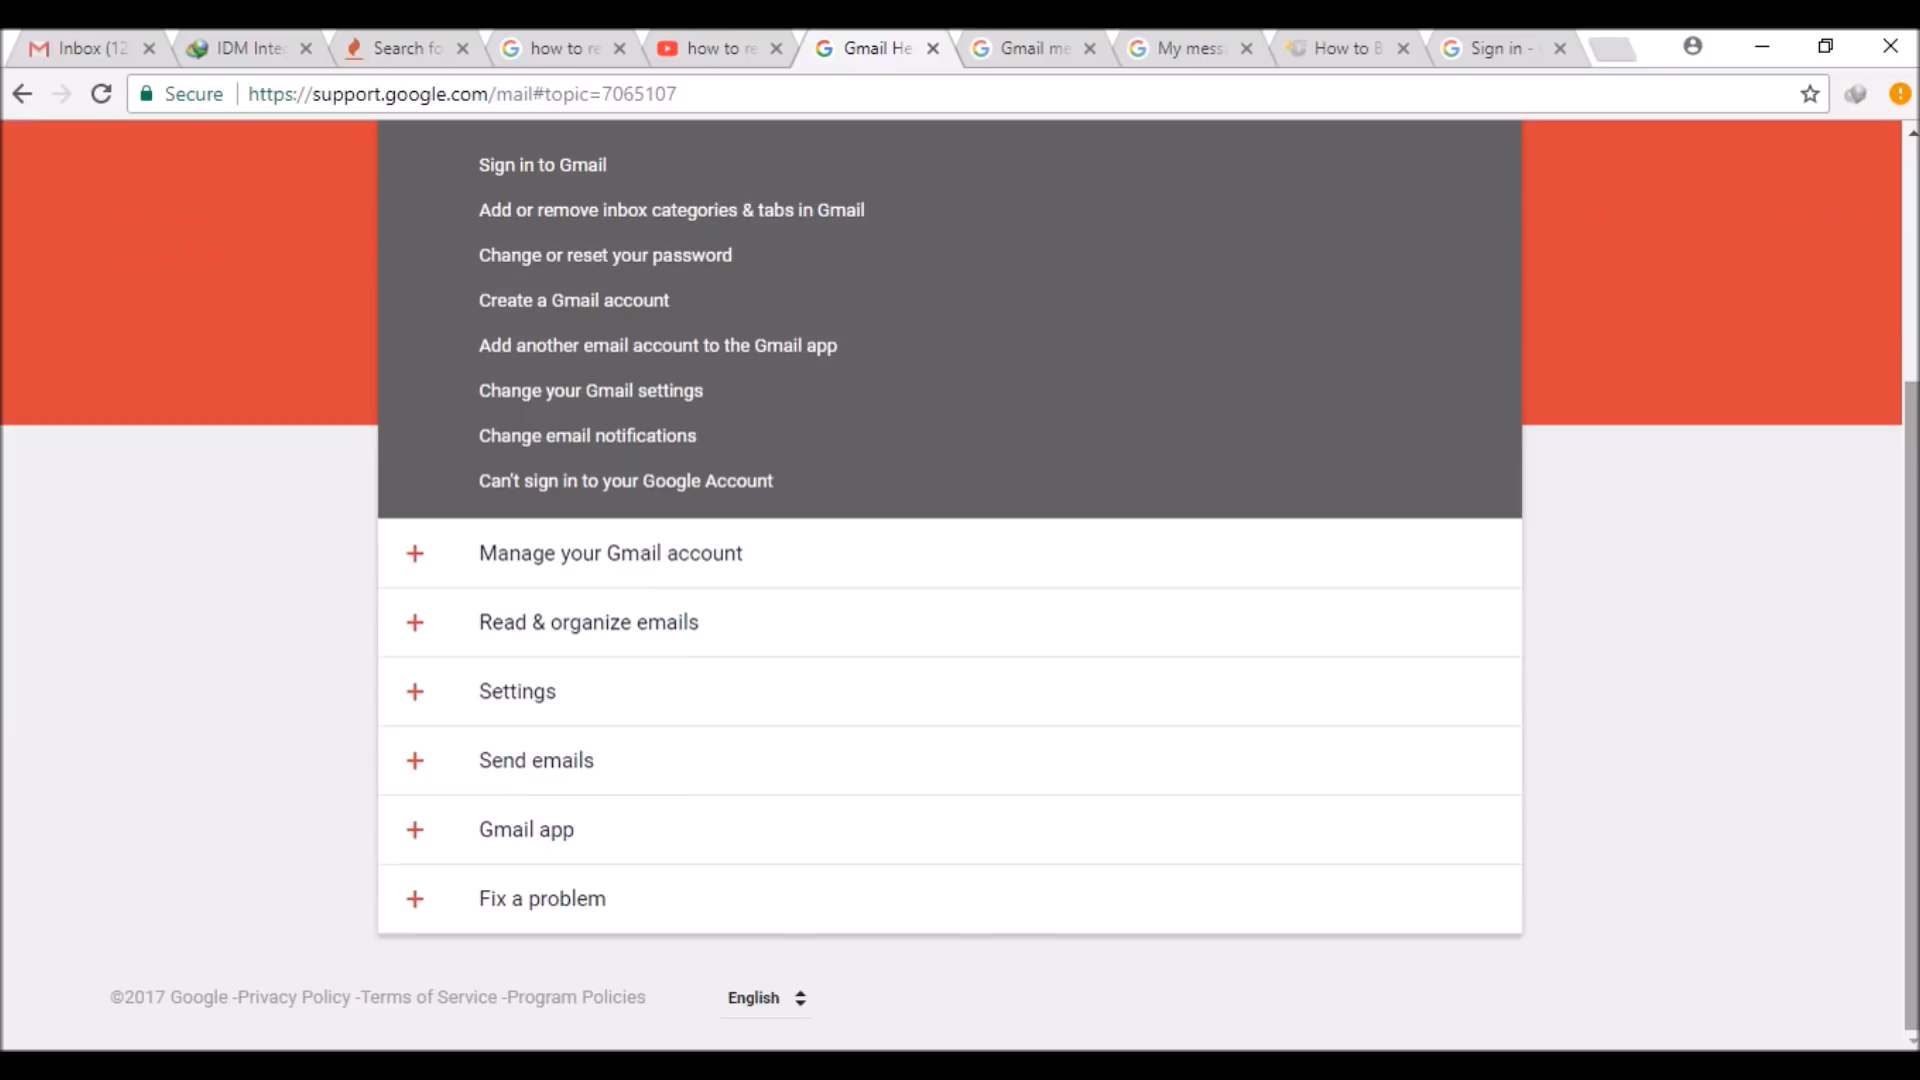 Inbox (12
IDM Inte
Search fo
how to re
how to re
Gmail He
Gmail me
My mess
How to B
Sign in -
Secure
https://support.google.com/mail#topic=7065107
Sign in to Gmail
Add or remove inbox categories & tabs in Gmail
Change or reset your password
Create a Gmail account
Add another email account to the Gmail app
Change your Gmail settings
Change email notifications
Can't sign in to your Google Account
Manage your Gmail account
Read & organize emails
Settings
Send emails
Gmail app
Fix a problem
©2017 Google -Privacy Policy -Terms of Service -Program Policies
English